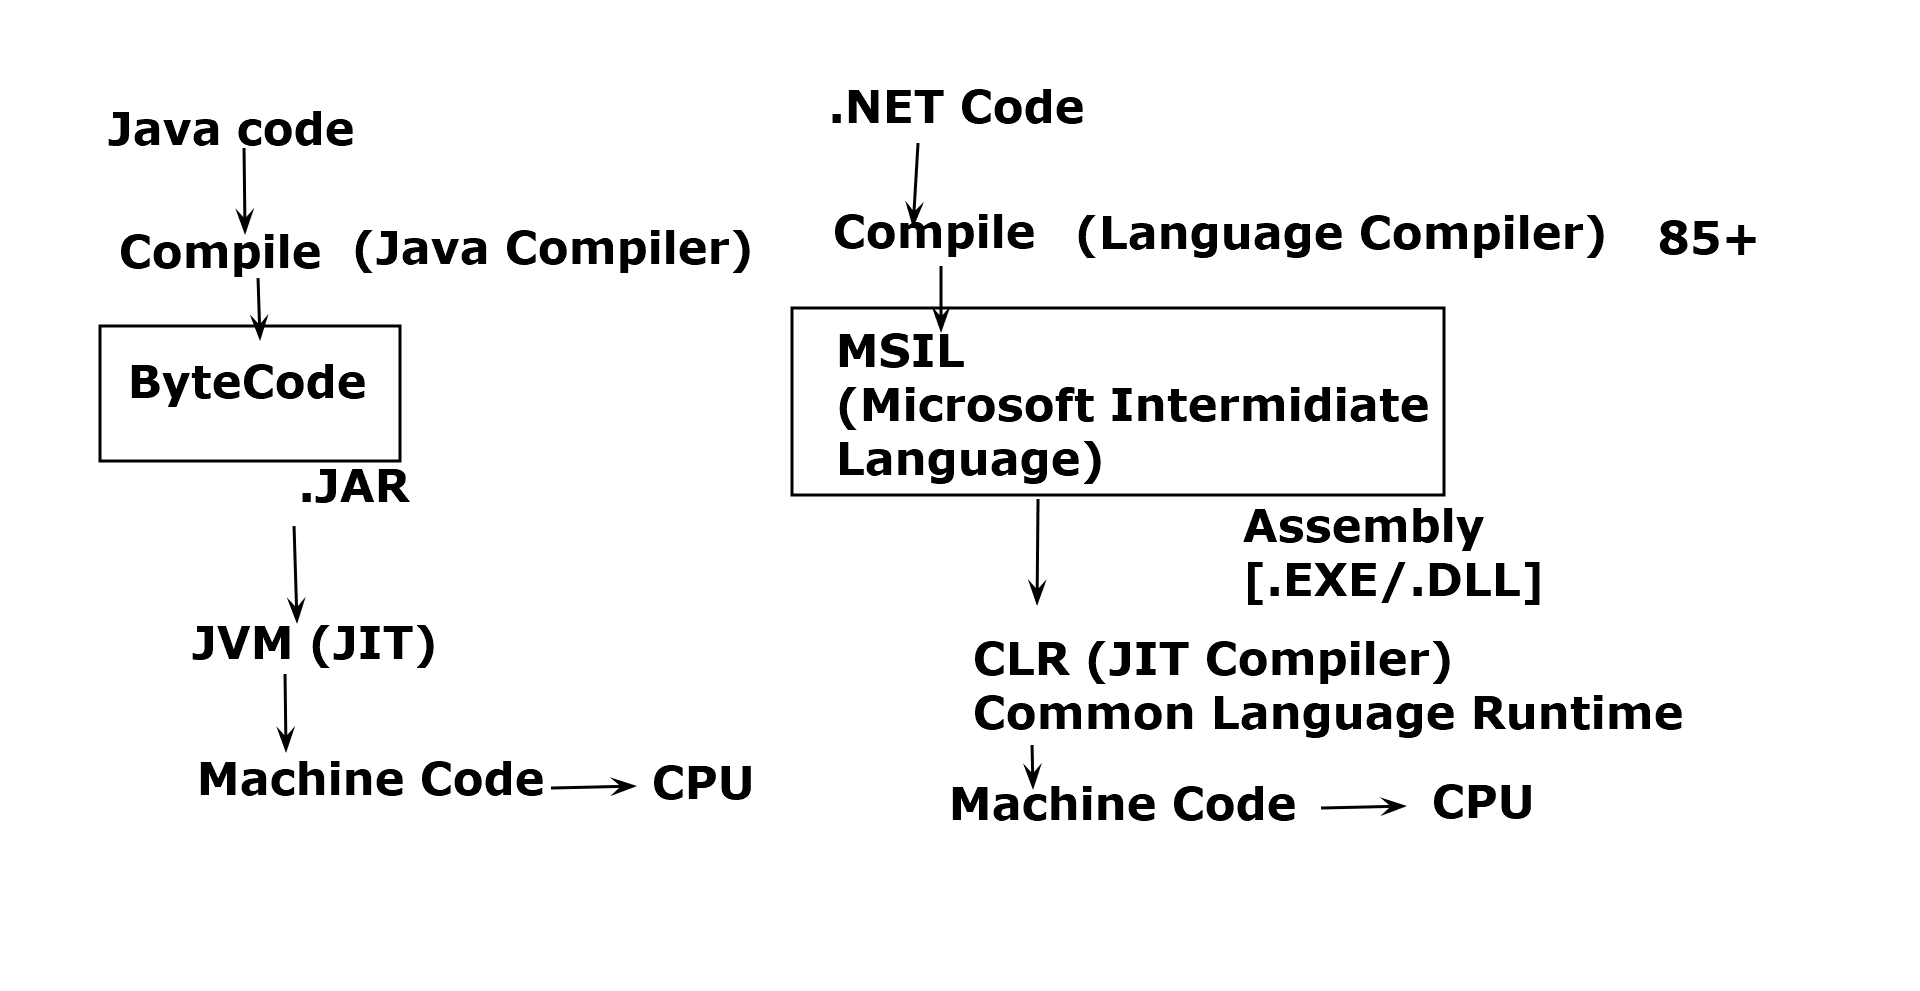 Java code
Compile (Java Compiler)
ByteCode
.JAR
JVM (JIT)
Machine Code
CPU
.NET Code
Compile (Language Compiler) 85+
MSIL
(Microsoft Intermidiate
Language)
Assembly
[.EXE/.DLL]
CLR (JIT Compiler)
Common Language Runtime
Machine Code
CPU